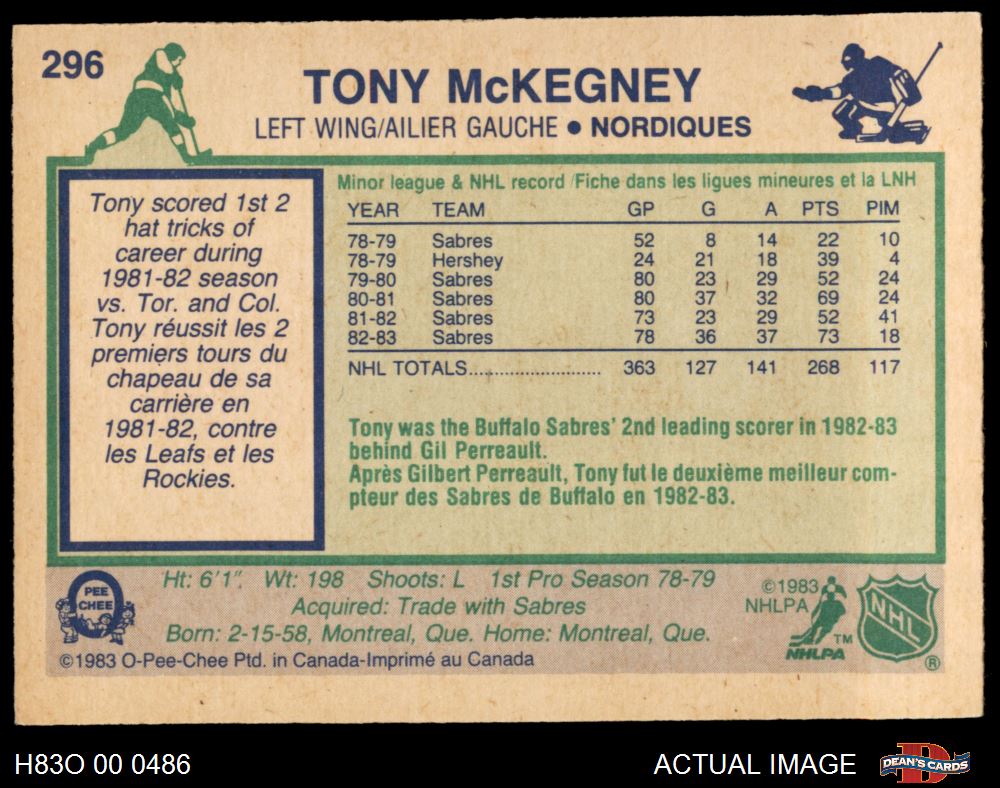 296
TONY McKEGNEY
LEFT WING/AILIER GAUCHE • NORDIQUES
Tony scored 1st 2
hat tricks of
career during
1981-82 season
vs. Tor. and Col.
Tony réussit les 2
premiers tours du
chapeau de sa
carrière en
1981-82, contre
les Leafs et les
Rockies.
Minor league & NHL record /Fiche dans les ligues mineures et la LNH
YEAR TEAM GP G A PTS PIM
78-79 Sabres 52 8 14 22 10
78-79 Hershey 24 21 18 39 4
79-80 Sabres 80 23 29 52 24
80-81 Sabres 80 37 32 69 24
81-82 Sabres 73 23 29 52 41
82-83 Sabres 78 36 37 73 18
NHL TOTALS............................ 363 127 141 268 117
Tony was the Buffalo Sabres' 2nd leading scorer in 1982-83
behind Gil Perreault.
Après Gilbert Perreault, Tony fut le deuxième meilleur com-
pteur des Sabres de Buffalo en 1982-83.
O
PEE
CHEE
Ht: 6'1". Wt: 198 Shoots: L 1st Pro Season 78-79
Acquired: Trade with Sabres
Born: 2-15-58, Montreal, Que. Home: Montreal, Que.
©1983 O-Pee-Chee Ptd. in Canada-Imprimé au Canada
©1983
NHLPA
TM
NHLPA
NHL
®
H83O 00 0486
ACTUAL IMAGE
DEAN'S CARDS